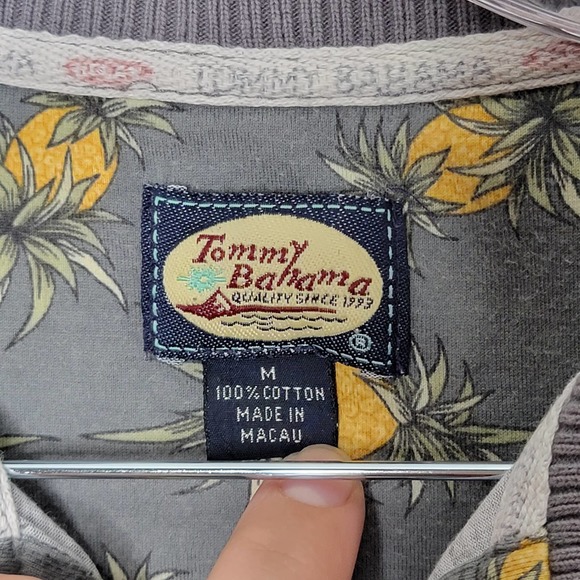 TOMMY BAHAMA
Tommy
Bahama
QUALITY SINCE 1993
®
M
100% COTTON
MADE IN
MACAU